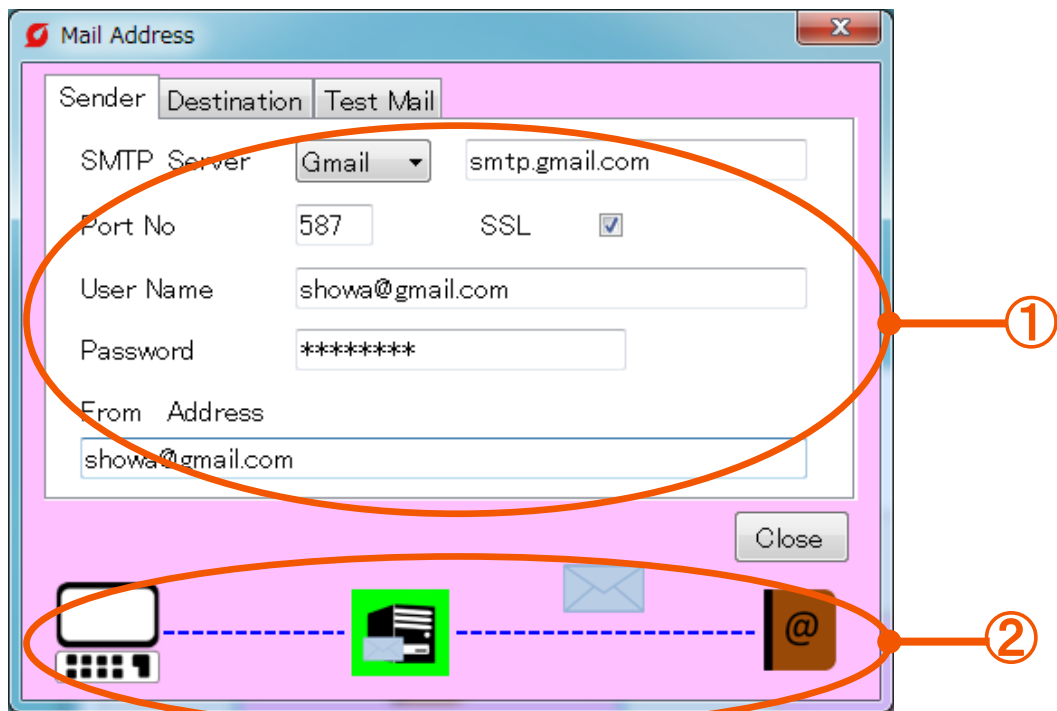 Mail Address
x
Sender Destination Test Mail
SMTP Server Gmail smtp.gmail.com
Port No 587 SSL
User Name showa@gmail.com
Password ********
From Address
showa@gmail.com
①
Close
@
②